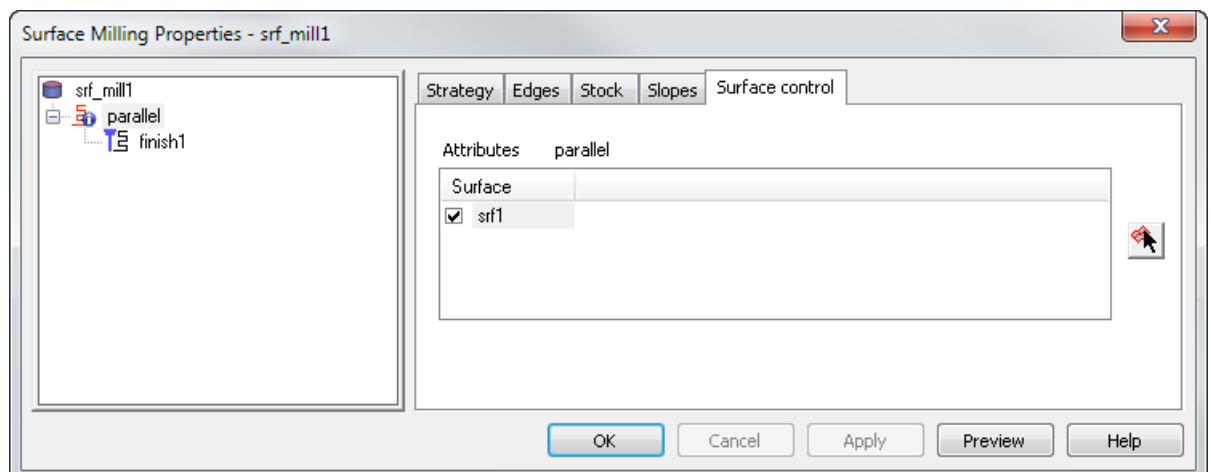 Surface Milling Properties - srf_mill1
srf_mill1
parallel
finish1
Strategy Edges Stock Slopes Surface control
Attributes parallel
Surface
srf1
OK Cancel Apply Preview Help